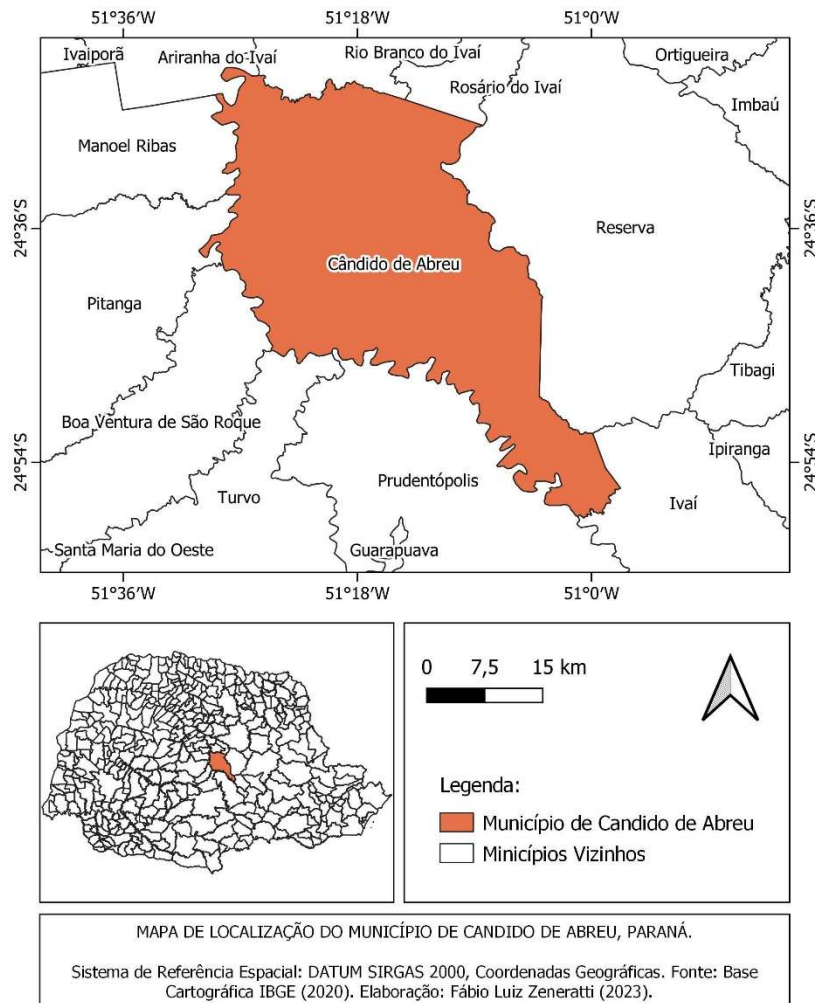 51°36'W 51°18'W 51°0'W
Ivaiporã
Ariranha do Ivaí
Rio Branco do Ivaí
Ortigueira
Rosário do Ivaí
Imbaú
Manoel Ribas
24°36'S
24°36'S
Reserva
Cândido de Abreu
Pitanga
Tibagi
Boa Ventura de São Roque
Ipiranga
24°54'S
24°54'S
Prudentópolis
Turvo
Ivaí
Santa Maria do Oeste
Guarapuava
51°36'W 51°18'W 51°0'W
0 7,5 15 km
Legenda:
Município de Candido de Abreu
Minicípios Vizinhos
MAPA DE LOCALIZAÇÃO DO MUNICÍPIO DE CANDIDO DE ABREU, PARANÁ.
Sistema de Referência Espacial: DATUM SIRGAS 2000, Coordenadas Geográficas. Fonte: Base
Cartográfica IBGE (2020). Elaboração: Fábio Luiz Zeneratti (2023).